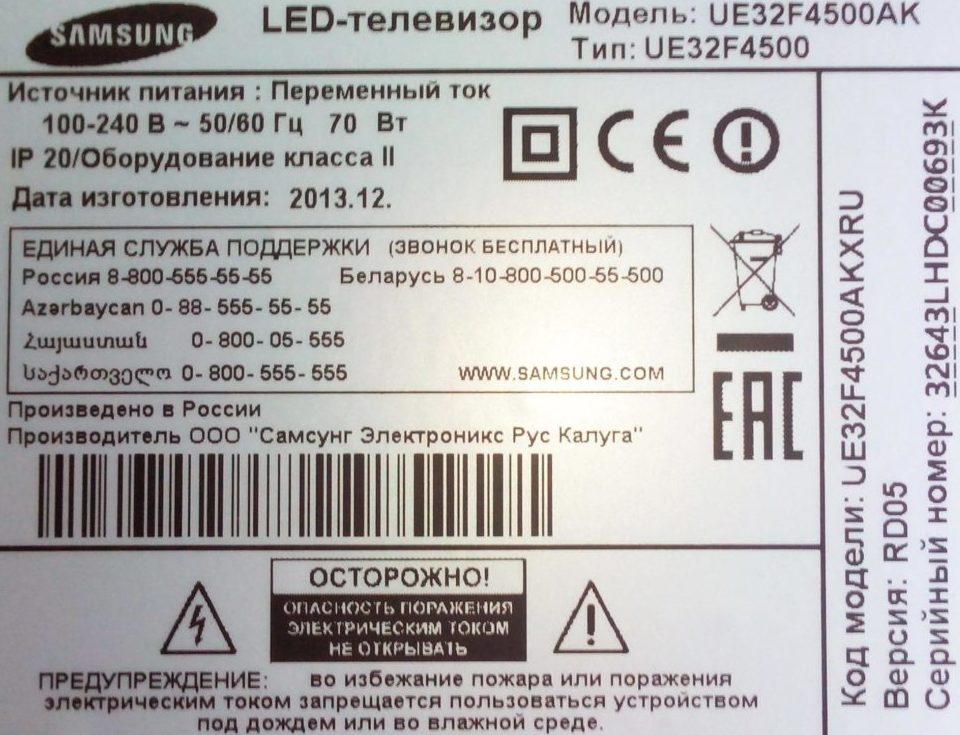 SAMSUNG
LED-телевизор
Модель: UE32F4500AK
Тип: UE32F4500
Источник питания : Переменный ток
100-240 В ~ 50/60 Гц 70 Вт
IP 20/Оборудование класса II
Дата изготовления: 2013.12.
ЕДИНАЯ СЛУЖБА ПОДДЕРЖКИ (ЗВОНОК БЕСПЛАТНЫЙ)
Россия 8-800-555-55-55 Беларусь 8-10-800-500-55-500
Azərbaycan 0- 88- 555- 55- 55
Հայաստան 0- 800- 05- 555
საქართველო 0- 800- 555- 555 WWW.SAMSUNG.COM
Произведено в России
Производитель ООО "Самсунг Электроникс Рус Калуга"
CE
EAC
ОСТОРОЖНО!
ОПАСНОСТЬ ПОРАЖЕНИЯ
ЭЛЕКТРИЧЕСКИМ ТОКОМ
НЕ ОТКРЫВАТЬ
ПРЕДУПРЕЖДЕНИЕ: во избежание пожара или поражения
электрическим током запрещается пользоваться устройством
под дождем или во влажной среде.
Код модели: UE32F4500AKXRU
Версия: RD05
Серийный номер: 32643LHDC00693K